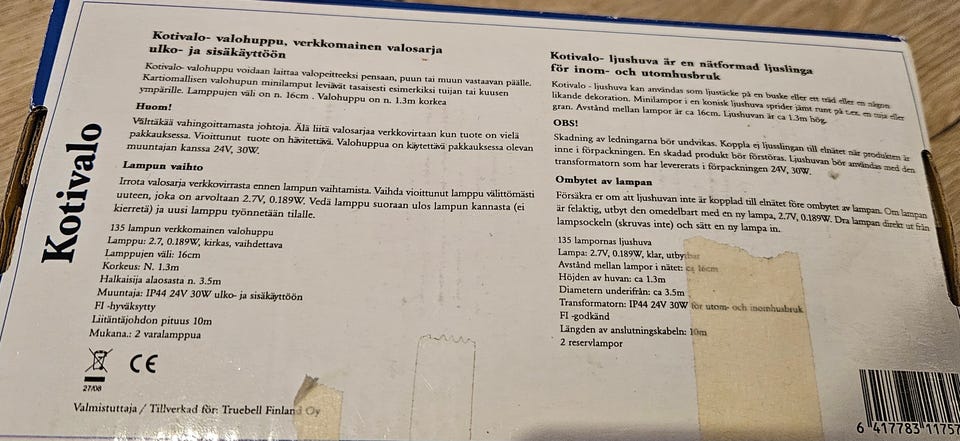 Kotivalo
Kotivalo- valohuppu, verkkomainen valosarja
ulko- ja sisäkäyttöön
Kotivalo- valohuppu voidaan laittaa valopeitteeksi pensaan, puun tai muun vastaavan päälle.
Kartiomallisen valohupun minilamput leviävät tasaisesti esimerkiksi tuijan tai kuusen
ympärille. Lamppujen väli on n. 16cm . Valohuppu on n. 1.3m korkea
Huom!
Välttäkää vahingoittamasta johtoja. Älä liitä valosarjaa verkkovirtaan kun tuote on vielä
pakkauksessa. Vioittunut tuote on hävitettävä. Valohuppua on käytettävä pakkauksessa olevan
muuntajan kanssa 24V, 30W.
Lampun vaihto
Irrota valosarja verkkovirrasta ennen lampun vaihtamista. Vaihda vioittunut lamppu välittömästi
uuteen, joka on arvoltaan 2.7V, 0.189W. Vedä lamppu suoraan ulos lampun kannasta (ei
kierretä) ja uusi lamppu työnnetään tilalle.
135 lampun verkkomainen valohuppu
Lamppu: 2.7, 0.189W, kirkas, vaihdettava
Lamppujen väli: 16cm
Korkeus: N. 1.3m
Halkaisija alaosasta n. 3.5m
Muuntaja: IP44 24V 30W ulko- ja sisäkäyttöön
FI -hyväksytty
Liitäntäjohdon pituus 10m
Mukana.: 2 varalamppua
CE
27/08
Valmistuttaja / Tillverkad för: Truebell Finland Oy
Kotivalo- ljushuva är en nätformad ljuslinga
för inom- och utomhusbruk
Kotivalo - ljushuva kan användas som ljustäcke på en buske eller ett träd eller en någon
likande dekoration. Minilampor i en konisk ljushuva sprider jämt runt på t.ex. en tuja eller
gran. Avstånd mellan lampor är ca 16cm. Ljushuvan är ca 1.3m hög.
OBS!
Skadning av ledningarna bör undvikas. Koppla ej ljusslingan till elnätet när produkten är
inne i förpackningen. En skadad produkt bör förstöras. Ljushuvan bör användas med den
transformatorn som har levererats i förpackningen 24V, 30W.
Ombytet av lampan
Försäkra er om att ljushuvan inte är kopplad till elnätet före ombytet av lampan. Om lampan
är felaktig, utbyt den omedelbart med en ny lampa, 2.7V, 0.189W. Dra lampan direkt ut från
lampsockeln (skruvas inte) och sätt en ny lampa in.
135 lampornas ljushuva
Lampa: 2.7V, 0.189W, klar, utbytbar
Avstånd mellan lampor i nätet: ca 16cm
Höjden av huvan: ca 1.3m
Diametern underifrån: ca 3.5m
Transformatorn: IP44 24V 30W för utom- och inomhusbruk
FI -godkänd
Längden av anslutningskabeln: 10m
2 reservlampor
6 417783 11757